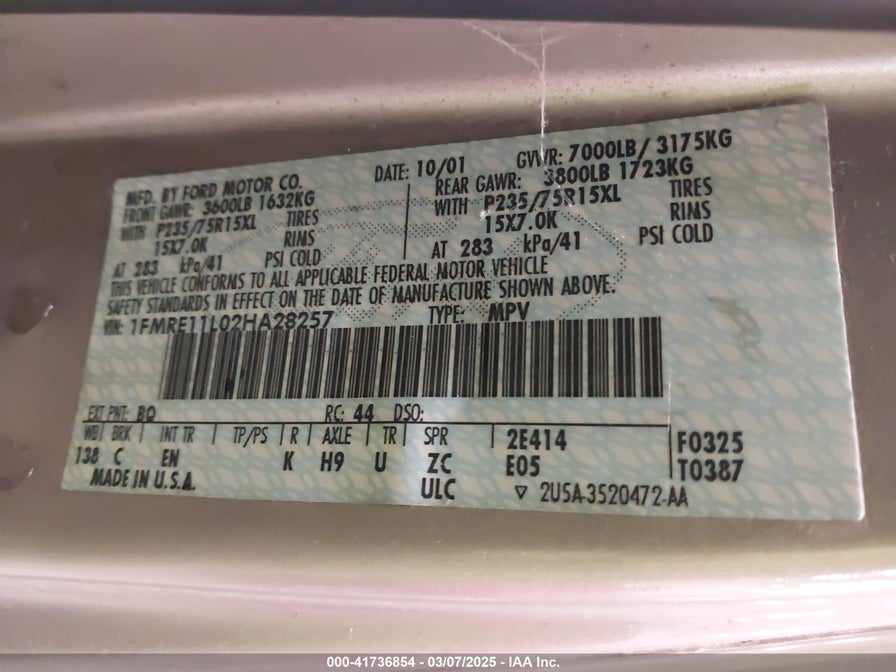 MFD. BY FORD MOTOR CO.
DATE: 10/01
GVWR: 7000LB/ 3175KG
FRONT GAWR: 3600LB 1632KG
REAR GAWR: 3800LB 1723KG
WITH P235/75R15XL TIRES
WITH P235/75R15XL TIRES
15X7.0K RIMS
15X7.0K RIMS
AT 283 kPa/41 PSI COLD
AT 283 kPa/41 PSI COLD
THIS VEHICLE CONFORMS TO ALL APPLICABLE FEDERAL MOTOR VEHICLE
SAFETY STANDARDS IN EFFECT ON THE DATE OF MANUFACTURE SHOWN ABOVE.
VIN: 1FMRE11L02HA28257
TYPE: MPV
EXT PNT: BQ RC: 44 DSO:
WB BRK INT TR TP/PS R AXLE TR SPR 2E414 F0325
138 C EN K H9 U ZC E05 T0387
MADE IN U.S.A. ULC ▽ 2U5A-3520472-AA
000-41736854 - 03/07/2025 - IAA Inc.